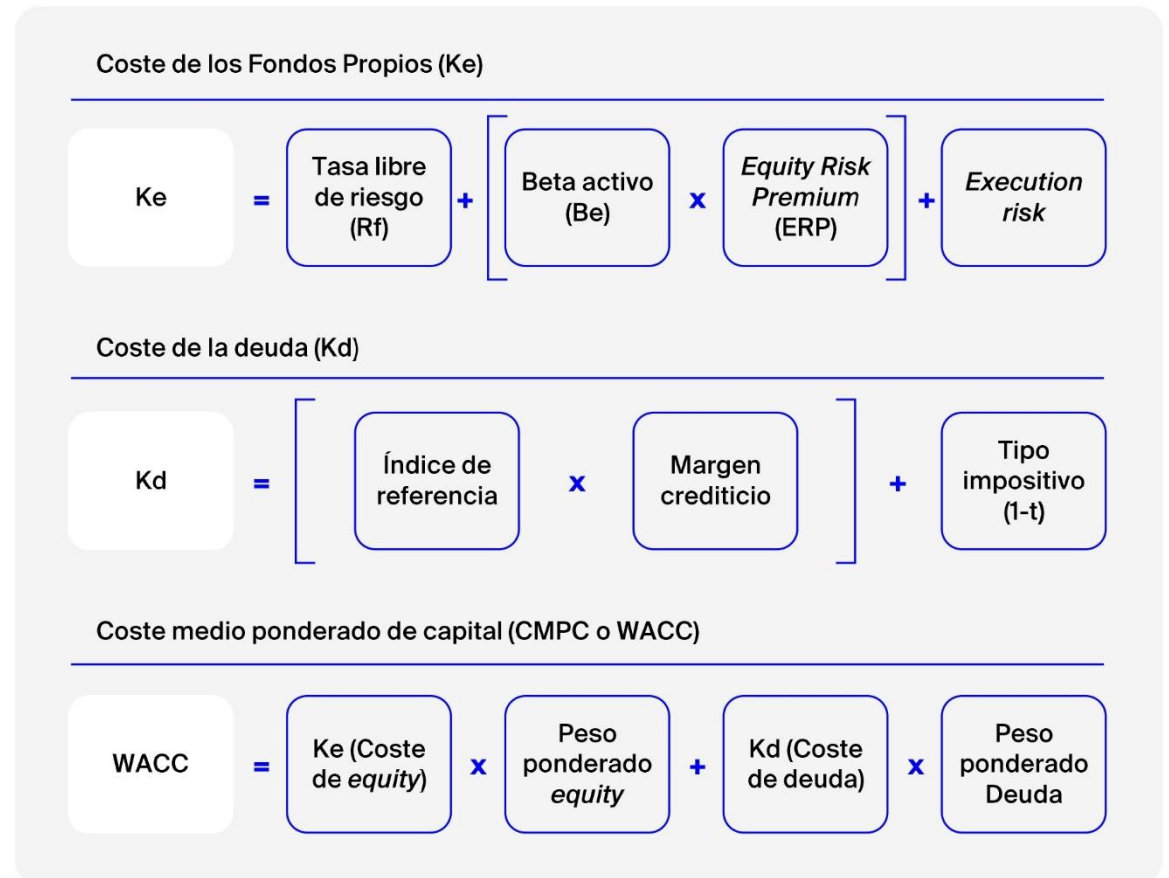 Coste de los Fondos Propios (Ke)
Ke = Tasa libre de riesgo (Rf) + [ Beta activo (Be) x Equity Risk Premium (ERP) ] + Execution risk
Coste de la deuda (Kd)
Kd = [ Índice de referencia x Margen crediticio ] + Tipo impositivo (1-t)
Coste medio ponderado de capital (CMPC o WACC)
WACC = Ke (Coste de equity) x Peso ponderado equity + Kd (Coste de deuda) x Peso ponderado Deuda